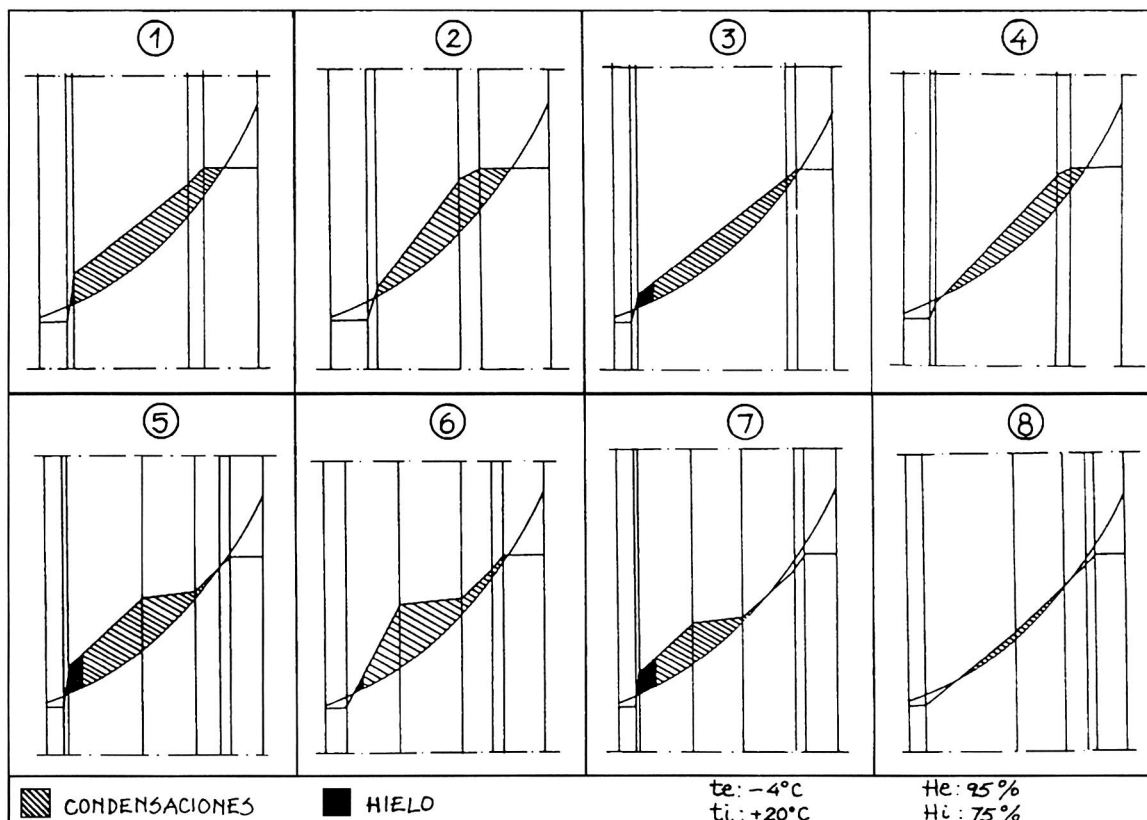 1
2
3
4
5
6
7
8
CONDENSACIONES
HIELO
te: -4°C
He: 95%
ti: +20°C
Hi: 75%